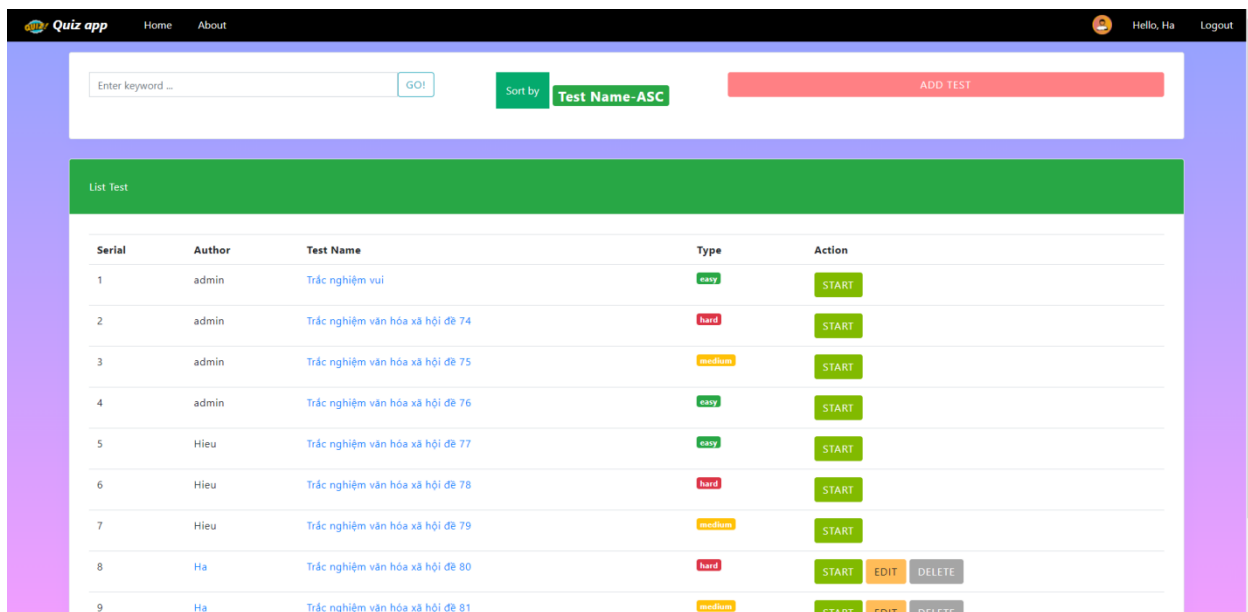 QUIZ! Quiz app Home About Hello, Ha Logout
Enter keyword ... GO! Sort by Test Name-ASC ADD TEST
List Test
Serial Author Test Name Type Action
1 admin Trắc nghiệm vui easy START
2 admin Trắc nghiệm văn hóa xã hội đề 74 hard START
3 admin Trắc nghiệm văn hóa xã hội đề 75 medium START
4 admin Trắc nghiệm văn hóa xã hội đề 76 easy START
5 Hieu Trắc nghiệm văn hóa xã hội đề 77 easy START
6 Hieu Trắc nghiệm văn hóa xã hội đề 78 hard START
7 Hieu Trắc nghiệm văn hóa xã hội đề 79 medium START
8 Ha Trắc nghiệm văn hóa xã hội đề 80 hard START EDIT DELETE
9 Ha Trắc nghiệm văn hóa xã hội đề 81 medium START EDIT DELETE